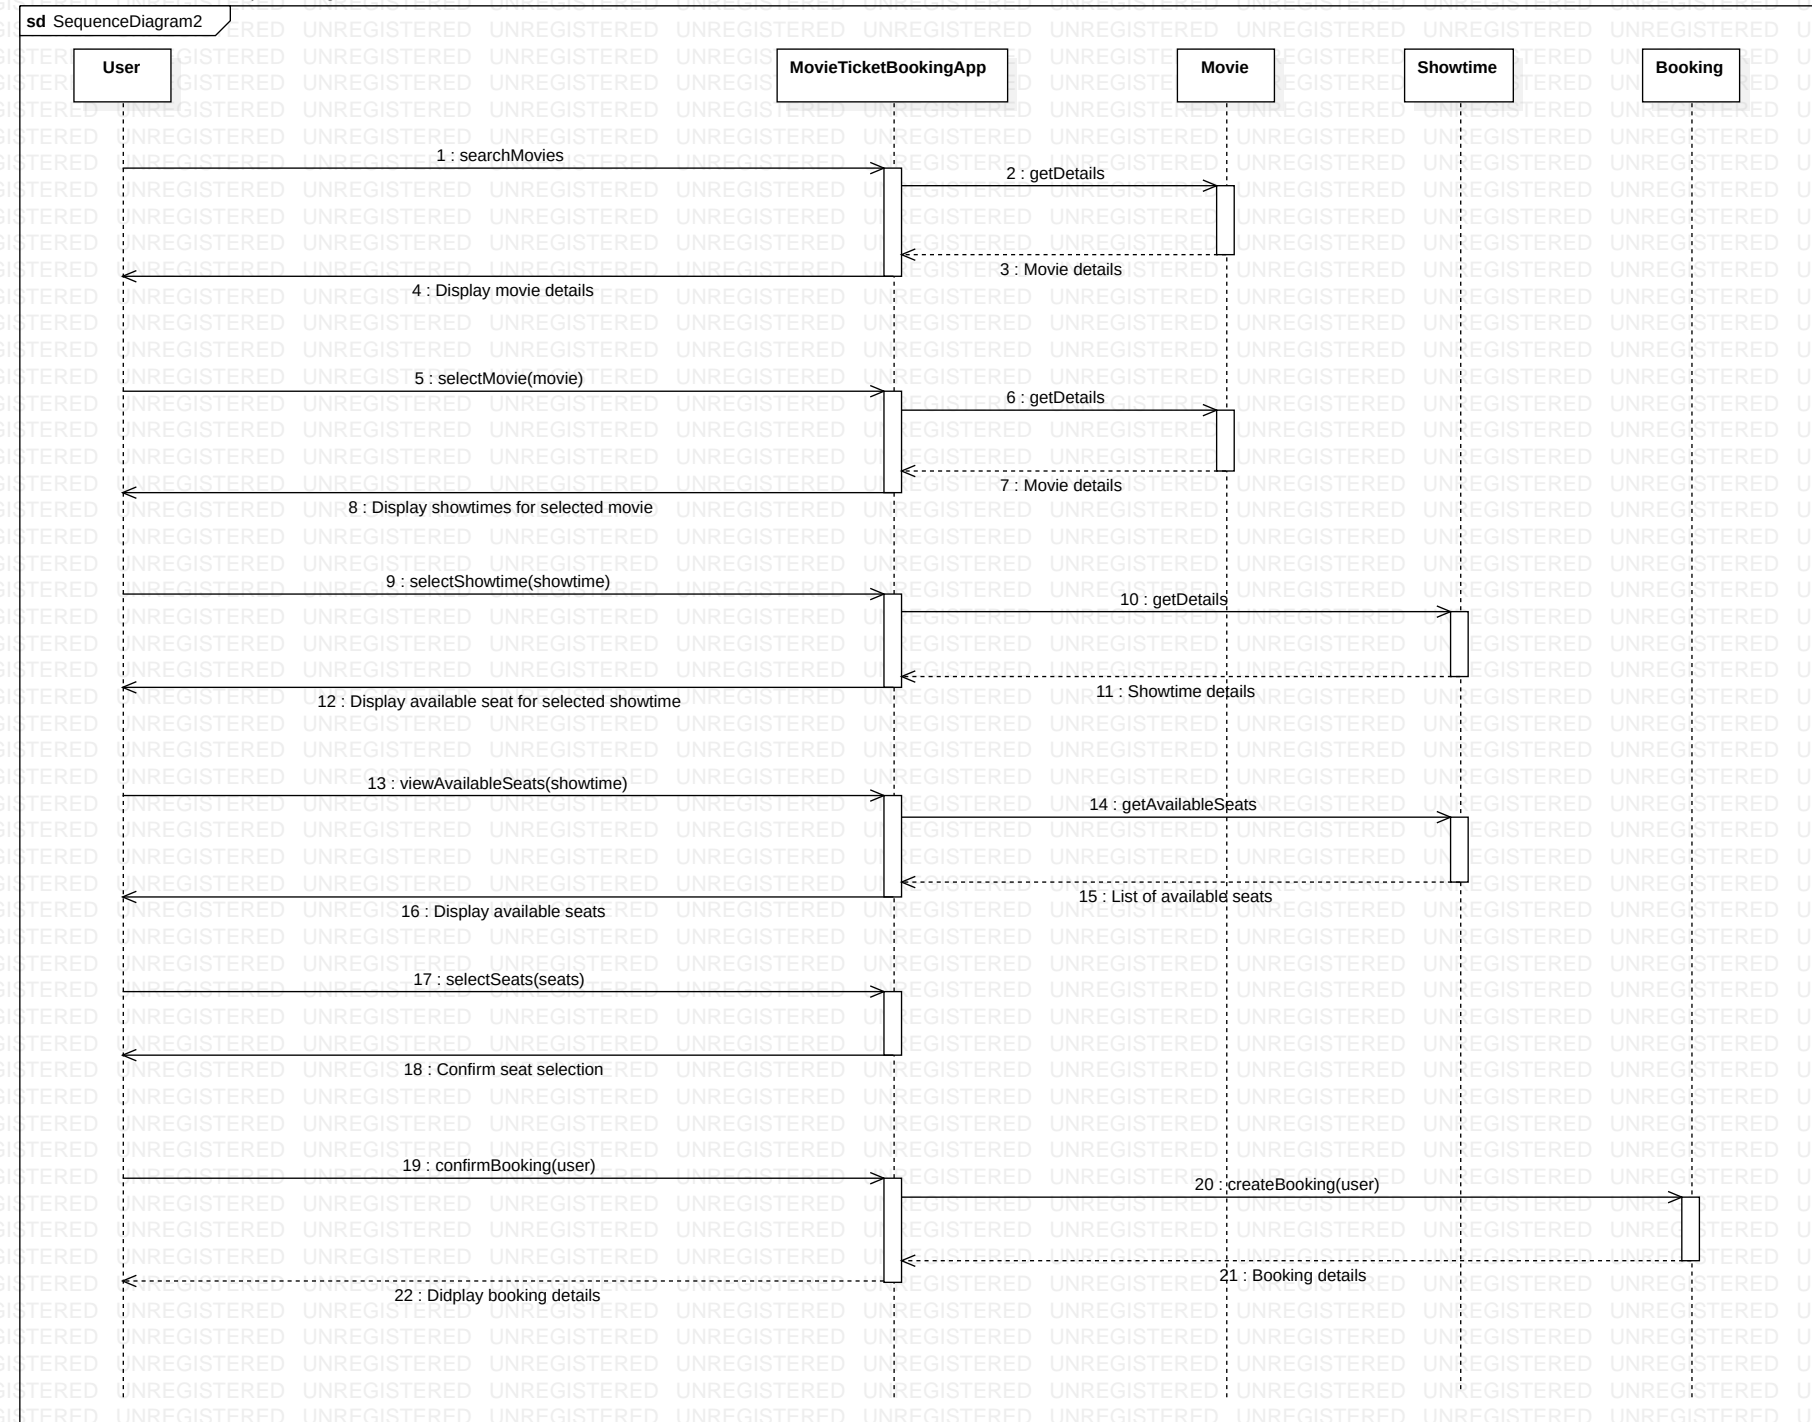 sd SequenceDiagram2
User
MovieTicketBookingApp
Movie
Showtime
Booking
1 : searchMovies
2 : getDetails
3 : Movie details
4 : Display movie details
5 : selectMovie(movie)
6 : getDetails
7 : Movie details
8 : Display showtimes for selected movie
9 : selectShowtime(showtime)
10 : getDetails
11 : Showtime details
12 : Display available seat for selected showtime
13 : viewAvailableSeats(showtime)
14 : getAvailableSeats
15 : List of available seats
16 : Display available seats
17 : selectSeats(seats)
18 : Confirm seat selection
19 : confirmBooking(user)
20 : createBooking(user)
21 : Booking details
22 : Didplay booking details
UNREGISTERED